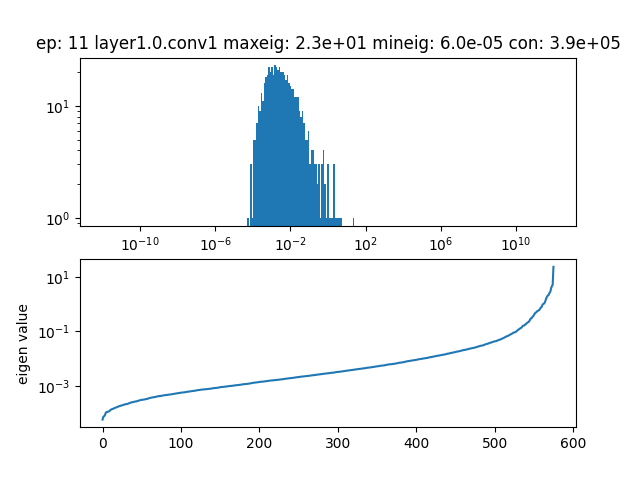 ep: 11 layer1.0.conv1 maxeig: 2.3e+01 mineig: 6.0e-05 con: 3.9e+05
10¹
10⁰
10⁻¹⁰ 10⁻⁶ 10⁻² 10² 10⁶ 10¹⁰
10¹
10⁻¹
10⁻³
eigen value
0 100 200 300 400 500 600